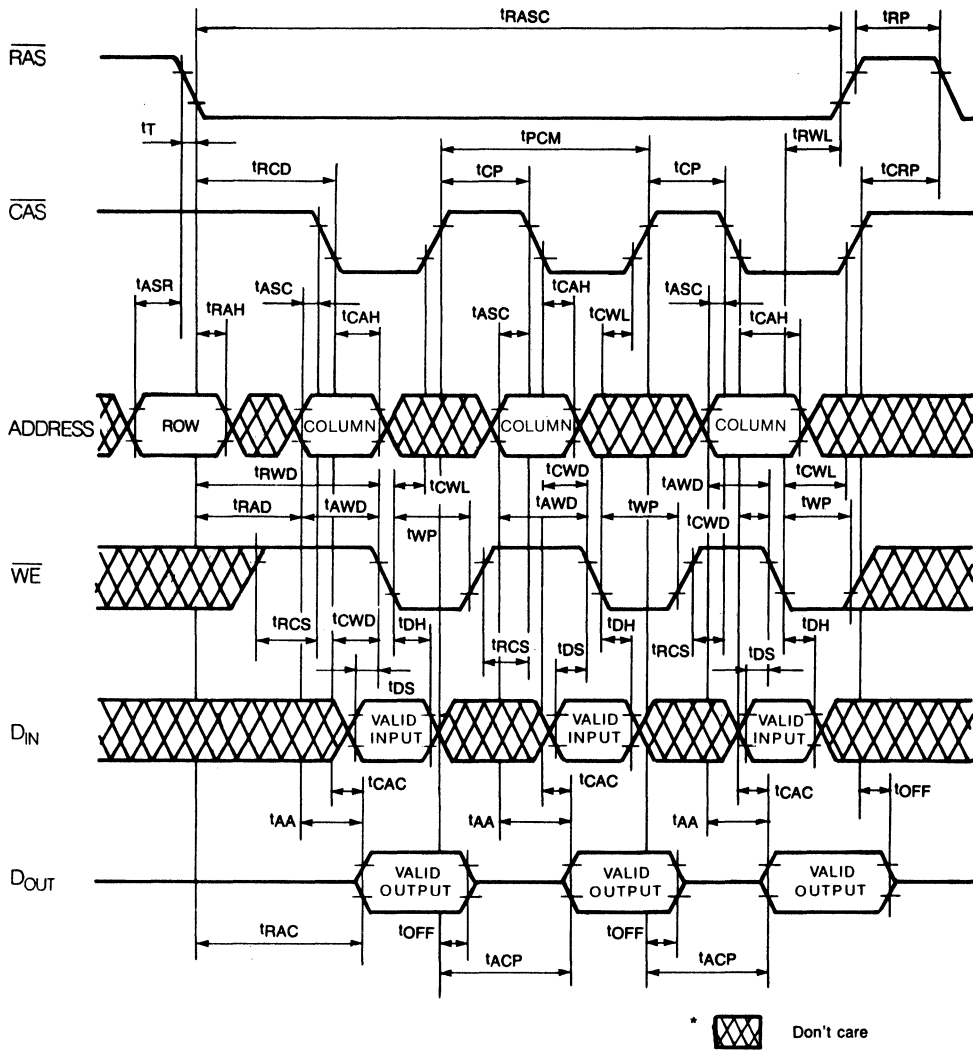 tRASC tRP
RAS
tT tPCM tRWL
tRCD tCP tCP tCRP
CAS
tASR tASC tCAH tASC
tRAH tCAH tASC tCWL tCAH
ADDRESS ROW COLUMN COLUMN COLUMN
tRWD tCWL tCWD tAWD tCWL
tRAD tAWD tWP tAWD tWP tCWD tWP
WE
tRCS tCWD tDH tRCS tDS tDH tRCS tDS tDH
tDS
DIN VALID INPUT VALID INPUT VALID INPUT
tCAC tCAC tCAC tOFF
tAA tAA tAA
DOUT VALID OUTPUT VALID OUTPUT VALID OUTPUT
tRAC tOFF tOFF
tACP tACP
* Don't care